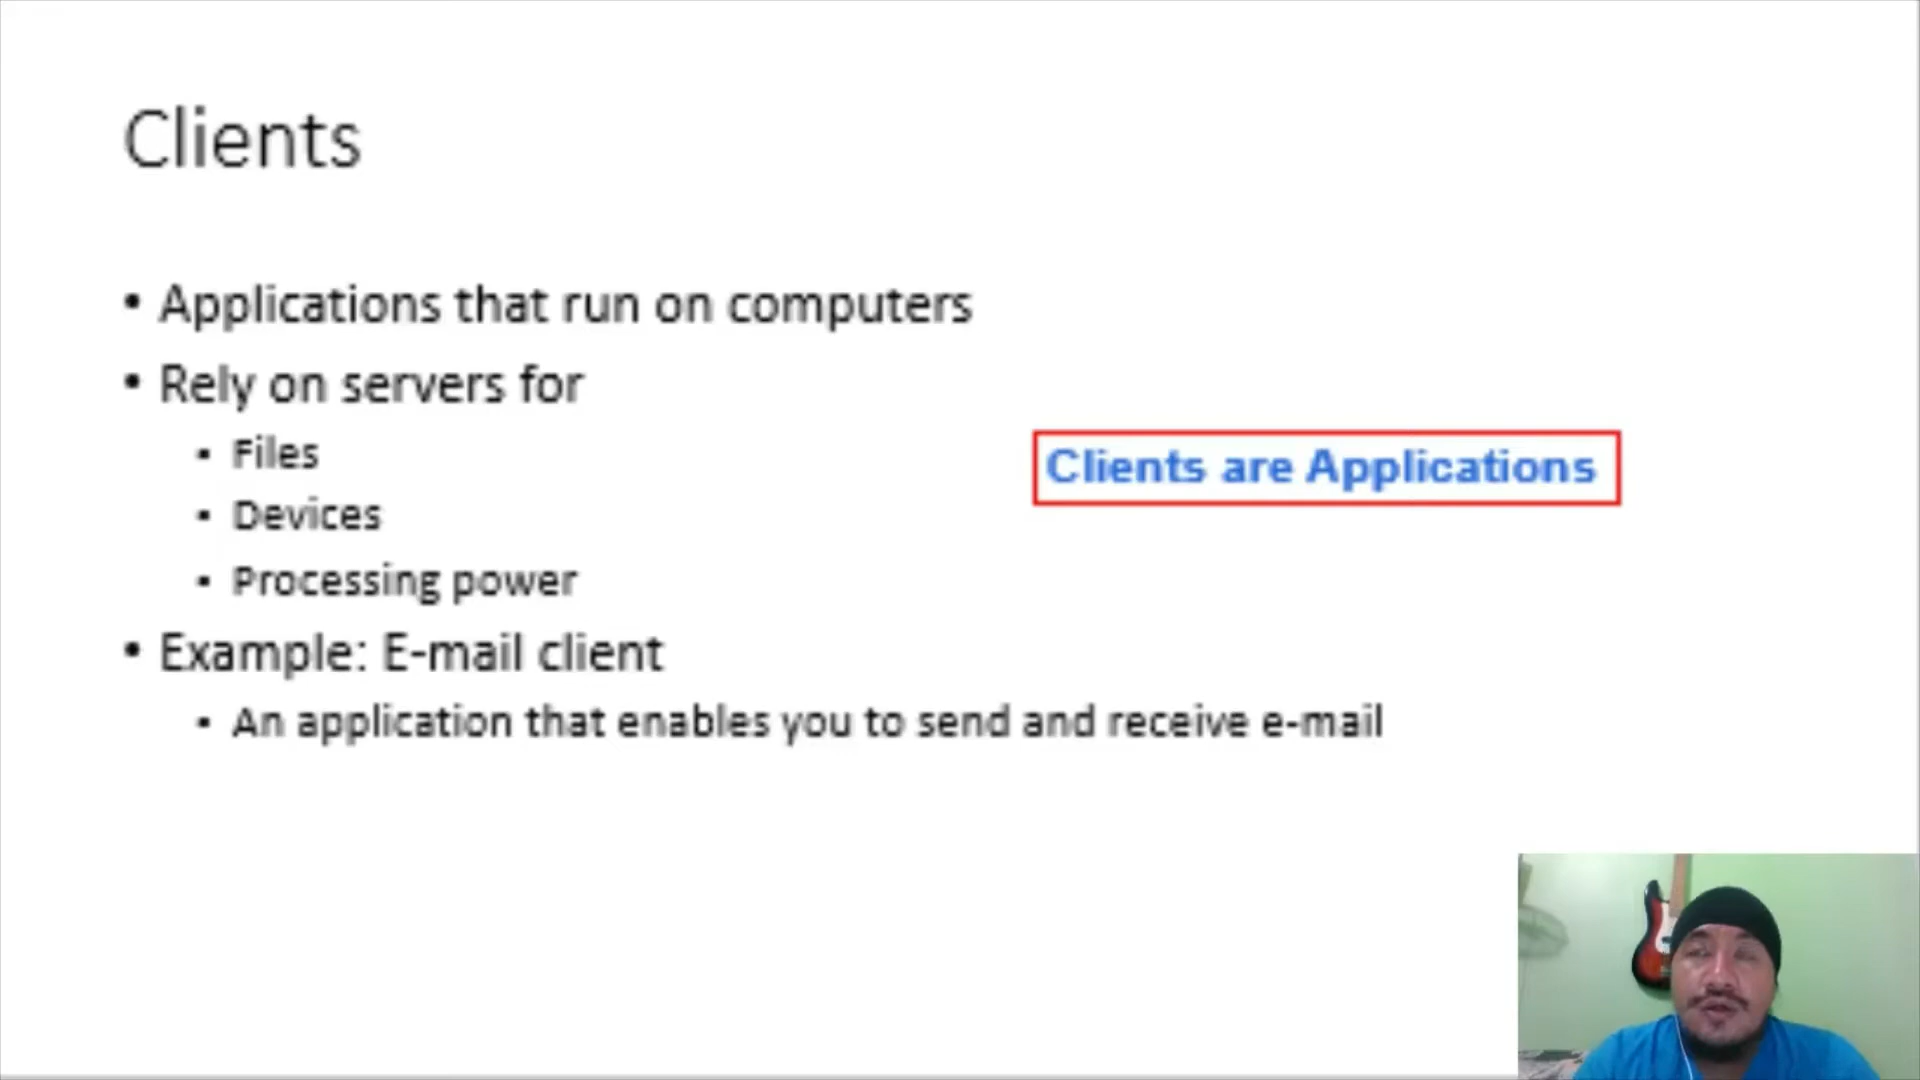 Clients
• Applications that run on computers
• Rely on servers for
▪ Files
▪ Devices
▪ Processing power
Clients are Applications
• Example: E-mail client
▪ An application that enables you to send and receive e-mail